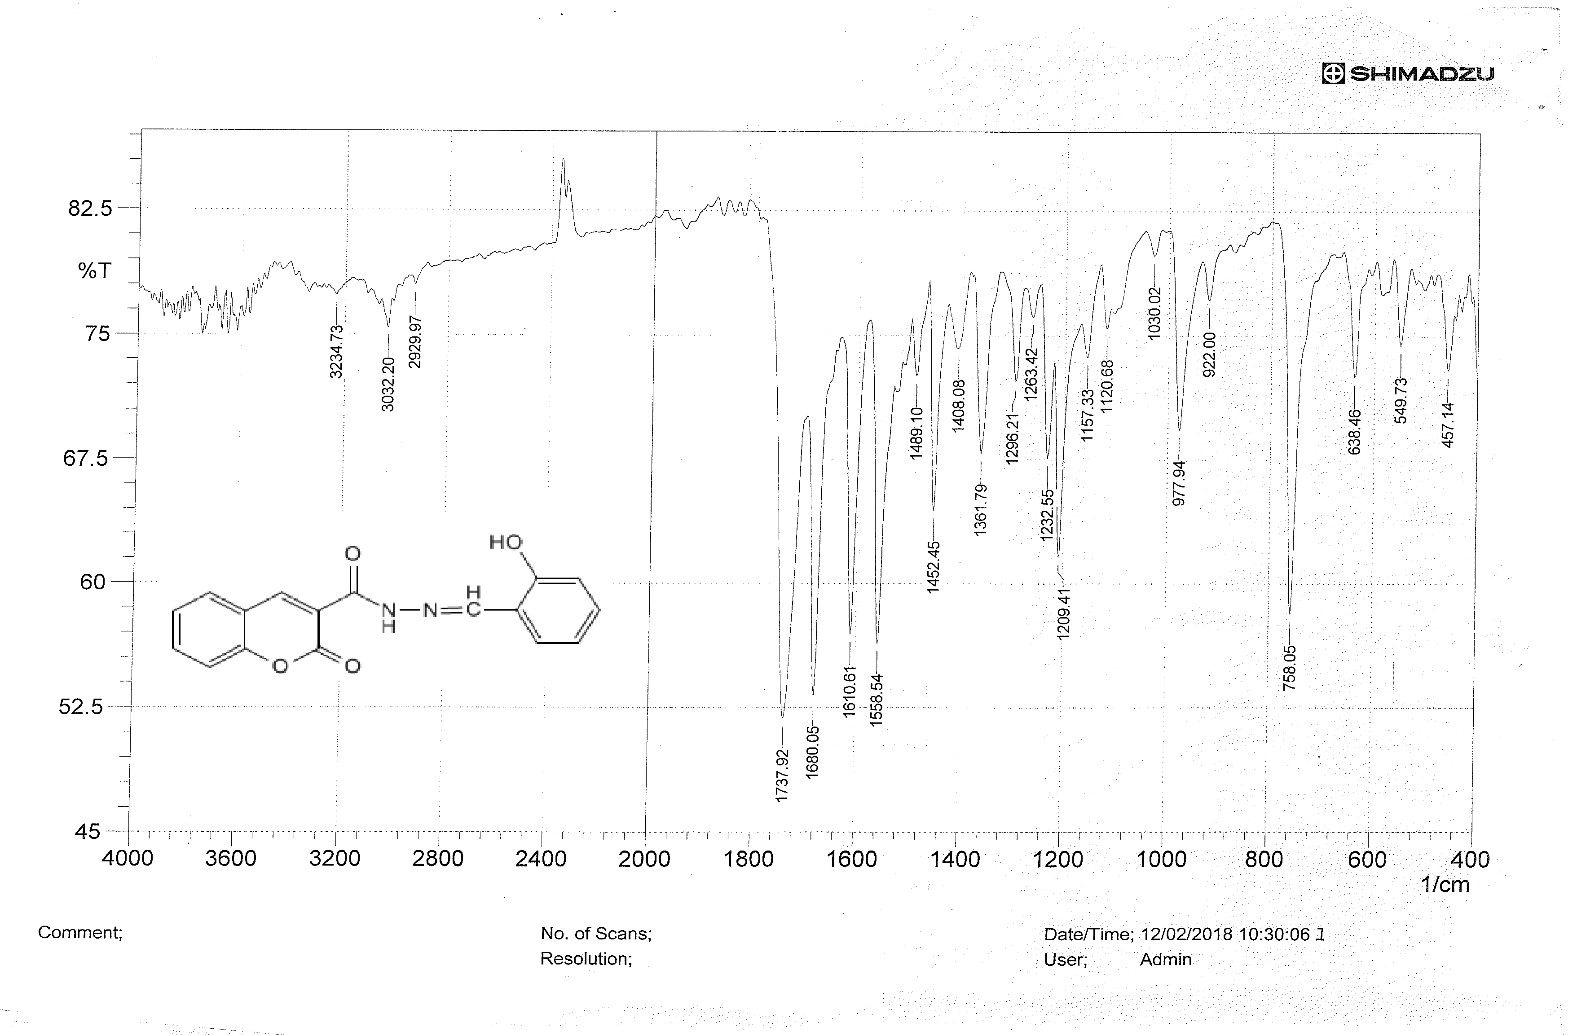 SHIMADZU
82.5
%T
75
67.5
60
52.5
45
3234.73
3032.20
2929.97
1737.92
1680.05
1610.61
1558.54
1489.10
1452.45
1408.08
1361.79
1296.21
1263.42
1232.55
1209.41
1157.33
1120.68
1030.02
977.94
922.00
758.05
638.46
549.73
457.14
HO
O
H
N
N
C
H
O
O
4000 3600 3200 2800 2400 2000 1800 1600 1400 1200 1000 800 600 400
1/cm
Comment; No. of Scans; Date/Time; 12/02/2018 10:30:06 1
Resolution; User; Admin